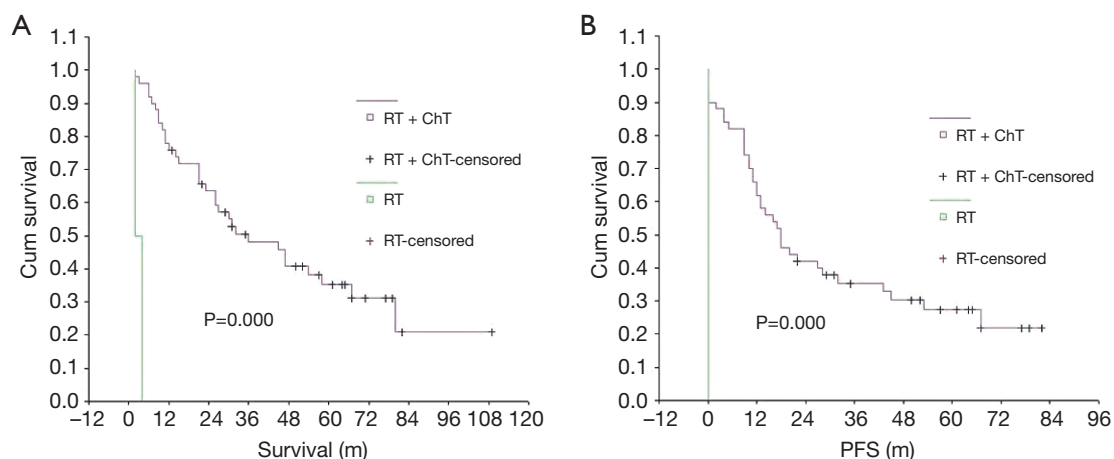 A
1.1
1.0
0.9
0.8
0.7
0.6
0.5
0.4
0.3
0.2
0.1
0.0
Cum survival
RT + ChT
RT + ChT-censored
RT
RT-censored
P=0.000
−12 0 12 24 36 48 60 72 84 96 108 120
Survival (m)
B
1.1
1.0
0.9
0.8
0.7
0.6
0.5
0.4
0.3
0.2
0.1
0.0
Cum survival
RT + ChT
RT + ChT-censored
RT
RT-censored
P=0.000
−12 0 12 24 36 48 60 72 84 96
PFS (m)